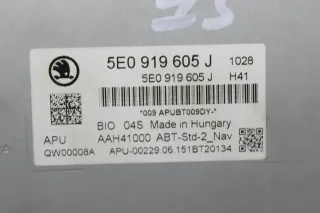 5E0 919 605 J 1028
5E0 919 605 J H41
*009 APUBT009DY-*
BIO 04S Made in Hungary
APU AAH41000 ABT-Std-2_Nav
QW00008A APU-00229.06.151BT20134